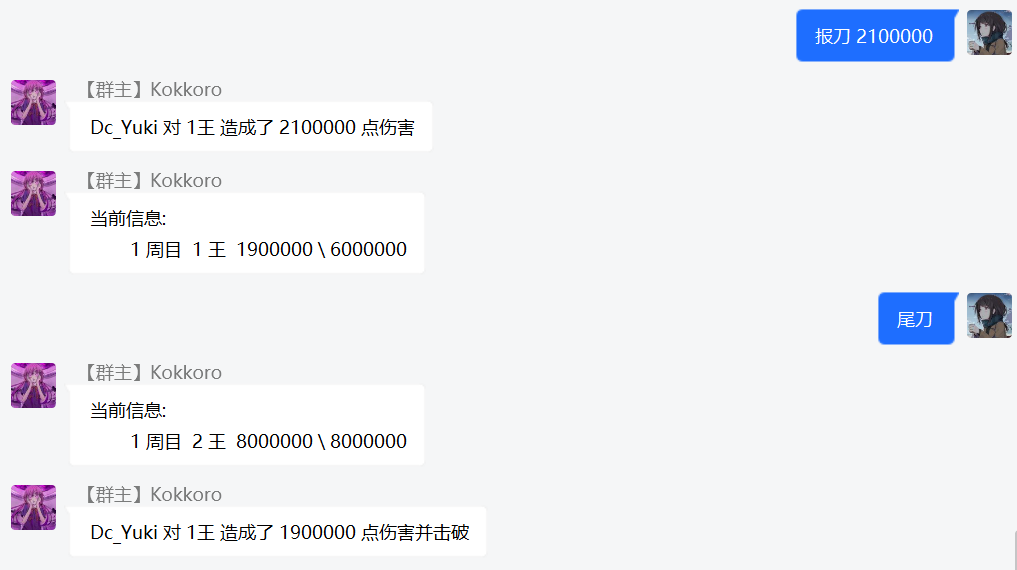 报刀 2100000
【群主】Kokkoro
Dc_Yuki 对 1王 造成了 2100000 点伤害
【群主】Kokkoro
当前信息:
1 周目 1 王 1900000 \ 6000000
尾刀
【群主】Kokkoro
当前信息:
1 周目 2 王 8000000 \ 8000000
【群主】Kokkoro
Dc_Yuki 对 1王 造成了 1900000 点伤害并击破